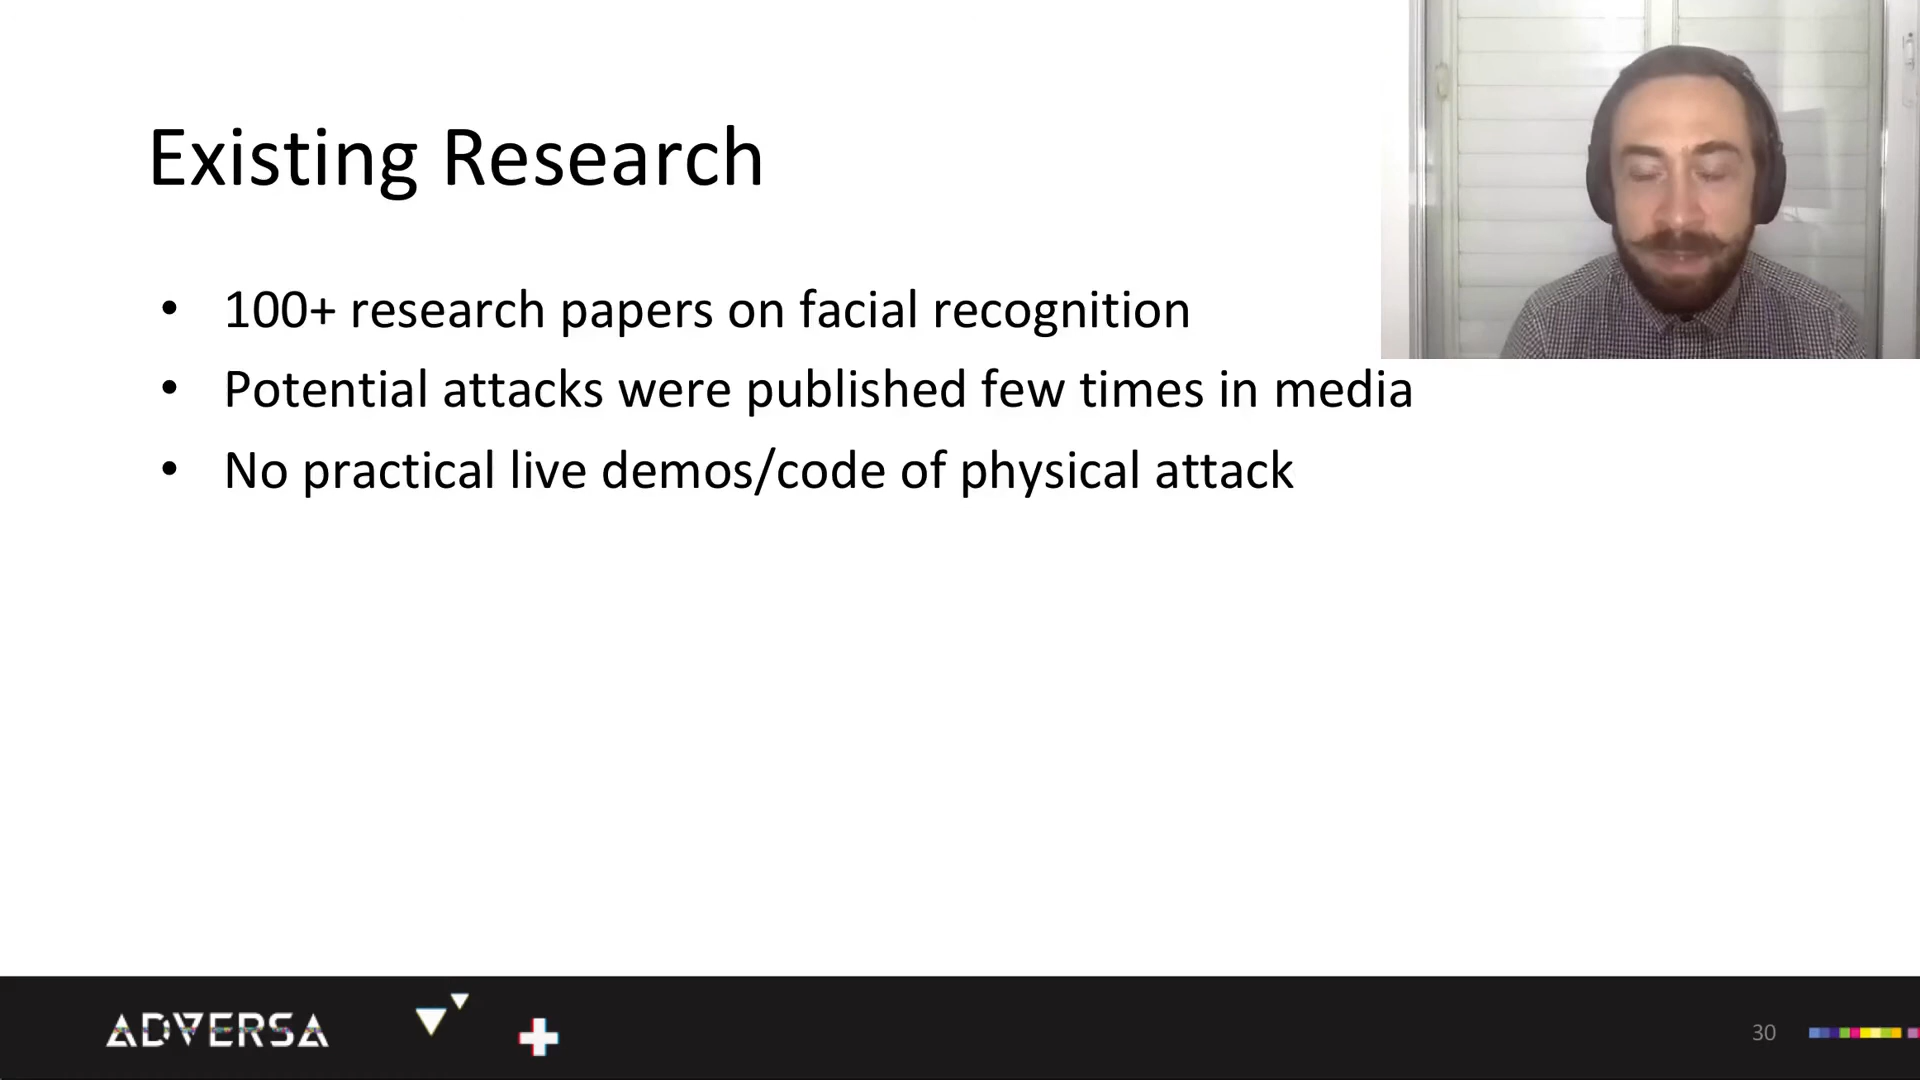 Existing Research
• 100+ research papers on facial recognition
• Potential attacks were published few times in media
• No practical live demos/code of physical attack
ADVERSA
30